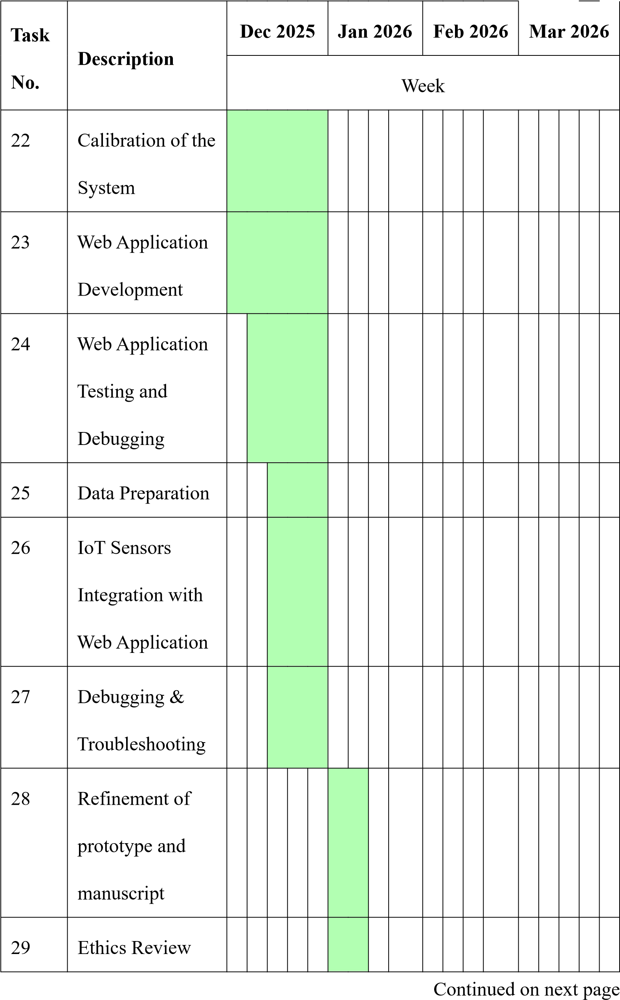 Task
No.
Description
Dec 2025
Jan 2026
Feb 2026
Mar 2026
Week
22
Calibration of the
System
23
Web Application
Development
24
Web Application
Testing and
Debugging
25
Data Preparation
26
IoT Sensors
Integration with
Web Application
27
Debugging &
Troubleshooting
28
Refinement of
prototype and
manuscript
29
Ethics Review
Continued on next page